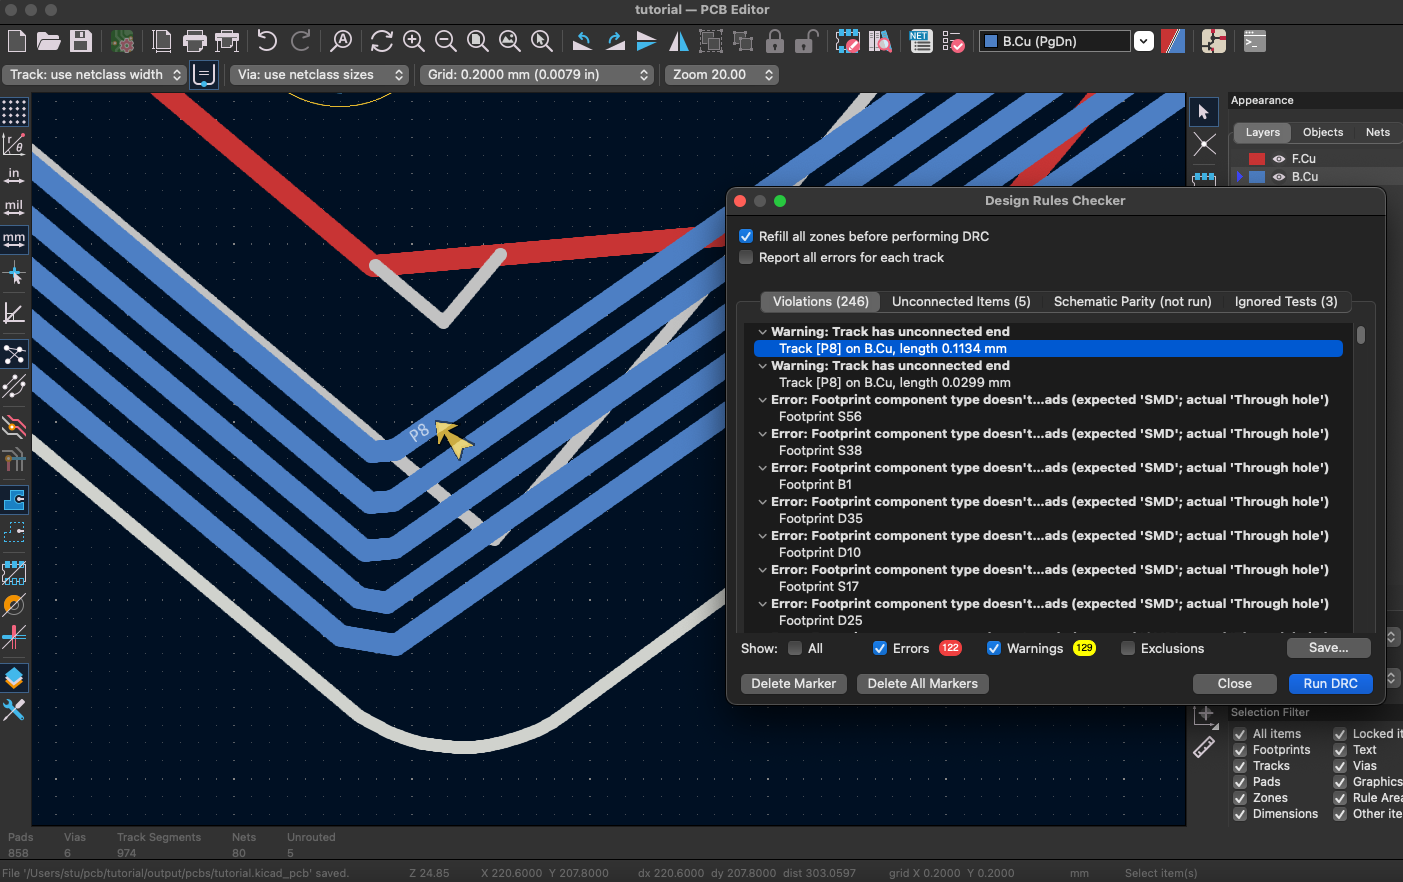 tutorial — PCB Editor
B.Cu (PgDn)
Track: use netclass width
Via: use netclass sizes
Grid: 0.2000 mm (0.0079 in)
Zoom 20.00
NET
A
r
θ
in
mil
mm
P8
Appearance
Layers
Objects
Nets
F.Cu
B.Cu
Design Rules Checker
Refill all zones before performing DRC
Report all errors for each track
Violations (246)
Unconnected Items (5)
Schematic Parity (not run)
Ignored Tests (3)
Warning: Track has unconnected end
Track [P8] on B.Cu, length 0.1134 mm
Warning: Track has unconnected end
Track [P8] on B.Cu, length 0.0299 mm
Error: Footprint component type doesn't...ads (expected 'SMD'; actual 'Through hole')
Footprint S56
Error: Footprint component type doesn't...ads (expected 'SMD'; actual 'Through hole')
Footprint S38
Error: Footprint component type doesn't...ads (expected 'SMD'; actual 'Through hole')
Footprint B1
Error: Footprint component type doesn't...ads (expected 'SMD'; actual 'Through hole')
Footprint D35
Error: Footprint component type doesn't...ads (expected 'SMD'; actual 'Through hole')
Footprint D10
Error: Footprint component type doesn't...ads (expected 'SMD'; actual 'Through hole')
Footprint S17
Error: Footprint component type doesn't...ads (expected 'SMD'; actual 'Through hole')
Footprint D25
Show:
All
Errors
122
Warnings
129
Exclusions
Save...
Delete Marker
Delete All Markers
Close
Run DRC
Selection Filter
All items
Locked it
Footprints
Text
Tracks
Vias
Pads
Graphics
Zones
Rule Area
Dimensions
Other ite
Pads
Vias
Track Segments
Nets
Unrouted
858
6
974
80
5
File '/Users/stu/pcb/tutorial/output/pcbs/tutorial.kicad_pcb' saved.
Z 24.85
X 220.6000 Y 207.8000
dx 220.6000 dy 207.8000 dist 303.0597
grid X 0.2000 Y 0.2000
mm
Select item(s)